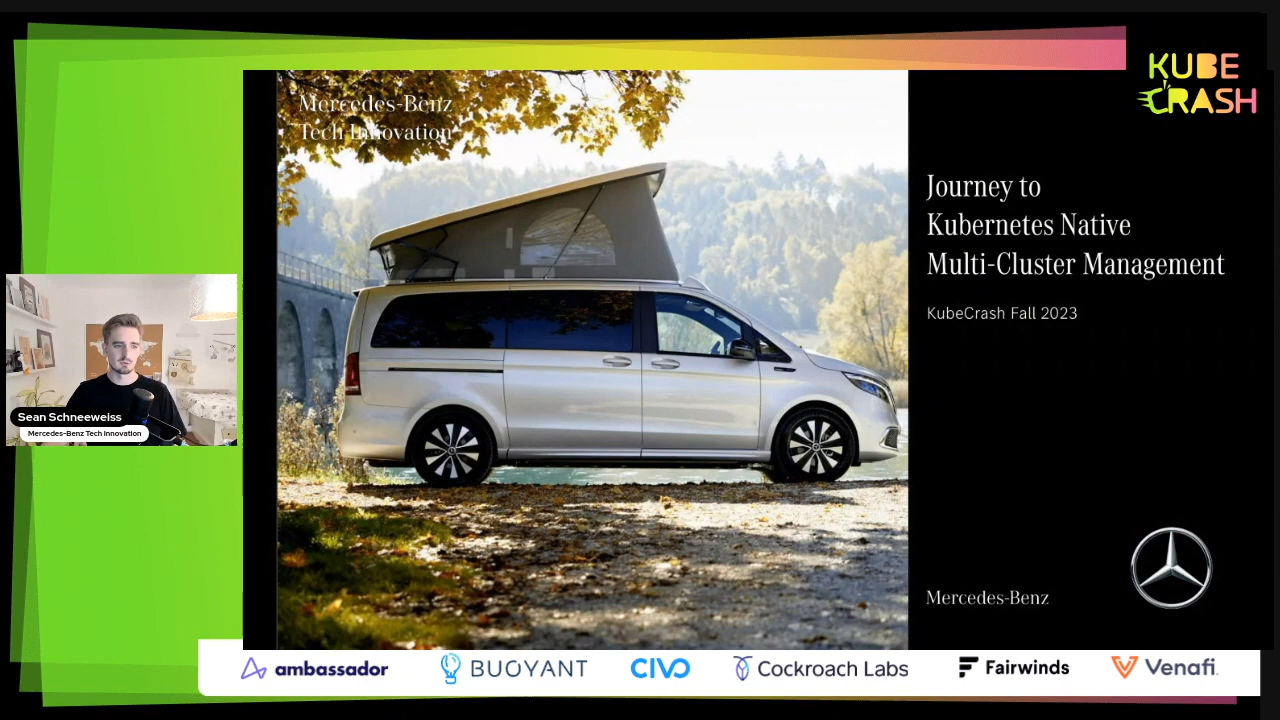 KUBE
CRASH
Mercedes-Benz
Tech Innovation
Journey to
Kubernetes Native
Multi-Cluster Management
KubeCrash Fall 2023
Sean Schneeweiss
Mercedes-Benz Tech Innovation
Mercedes-Benz
ambassador
BUOYANT
CIVO
Cockroach Labs
Fairwinds
Venafi.